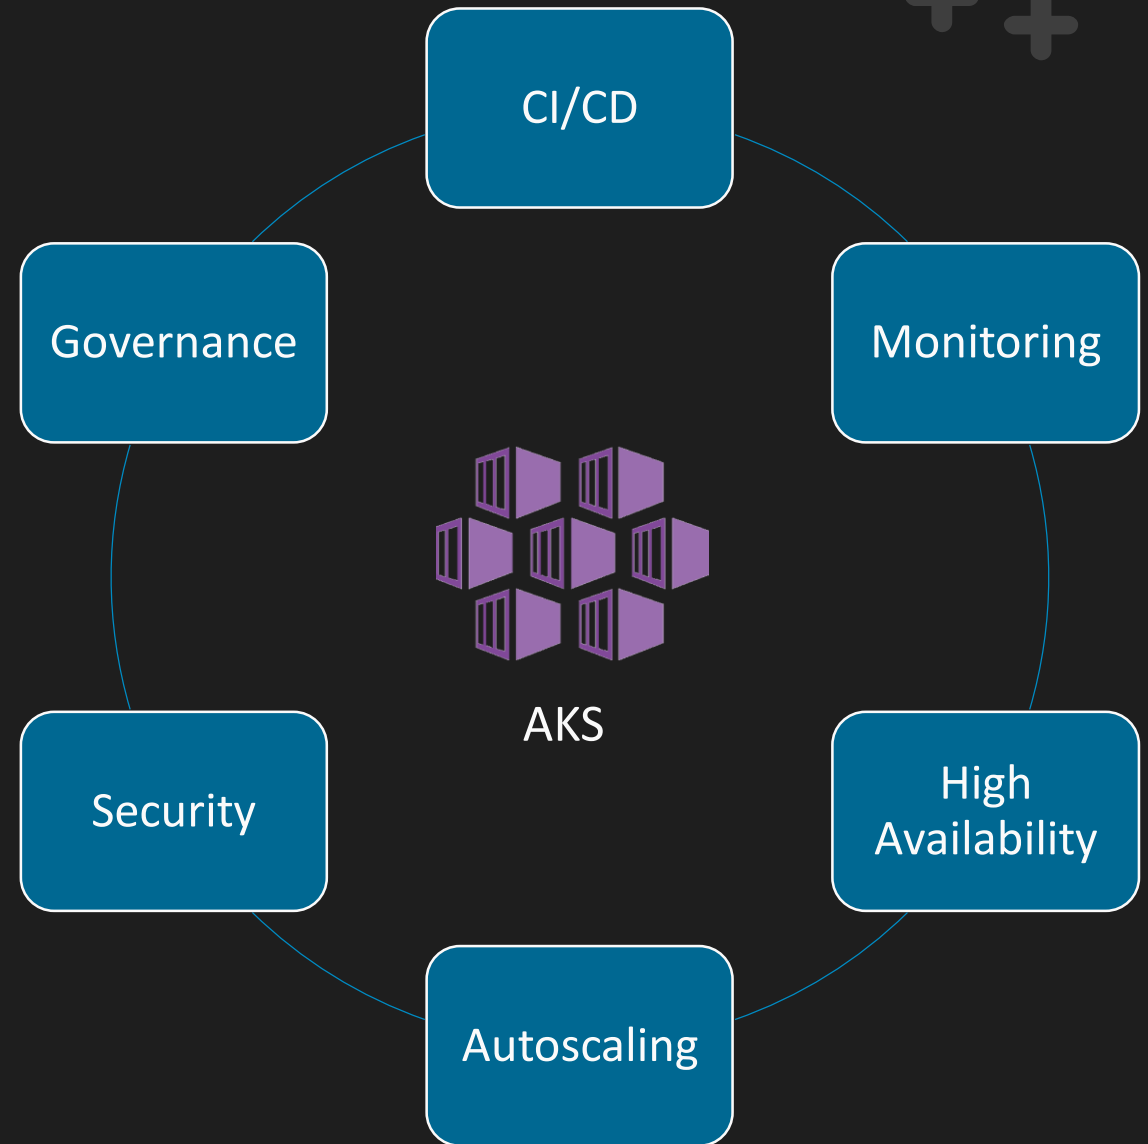 CI/CD
Governance
Monitoring
AKS
Security
High
Availability
Autoscaling